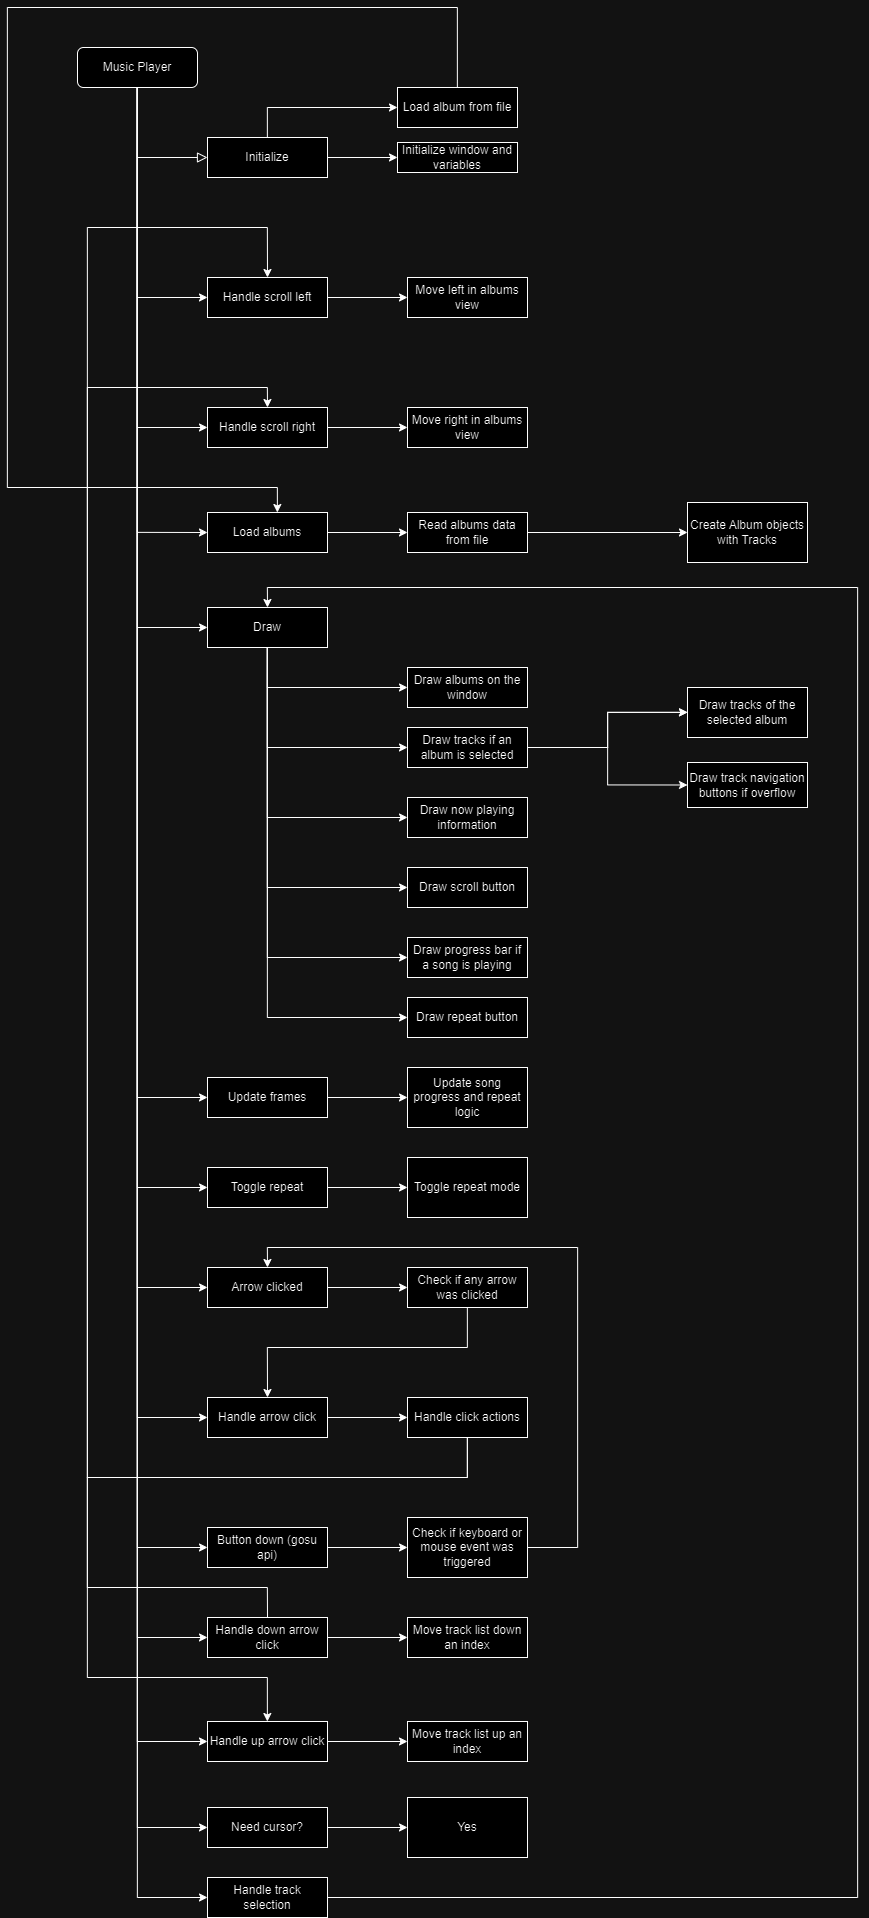 Music Player
Load album from file
Initialize
Initialize window and
variables
Handle scroll left
Move left in albums
view
Handle scroll right
Move right in albums
view
Load albums
Read albums data
from file
Create Album objects
with Tracks
Draw
Draw albums on the
window
Draw tracks if an
album is selected
Draw tracks of the
selected album
Draw track navigation
buttons if overflow
Draw now playing
information
Draw scroll button
Draw progress bar if
a song is playing
Draw repeat button
Update frames
Update song
progress and repeat
logic
Toggle repeat
Toggle repeat mode
Arrow clicked
Check if any arrow
was clicked
Handle arrow click
Handle click actions
Button down (gosu
api)
Check if keyboard or
mouse event was
triggered
Handle down arrow
click
Move track list down
an index
Handle up arrow click
Move track list up an
index
Need cursor?
Yes
Handle track
selection